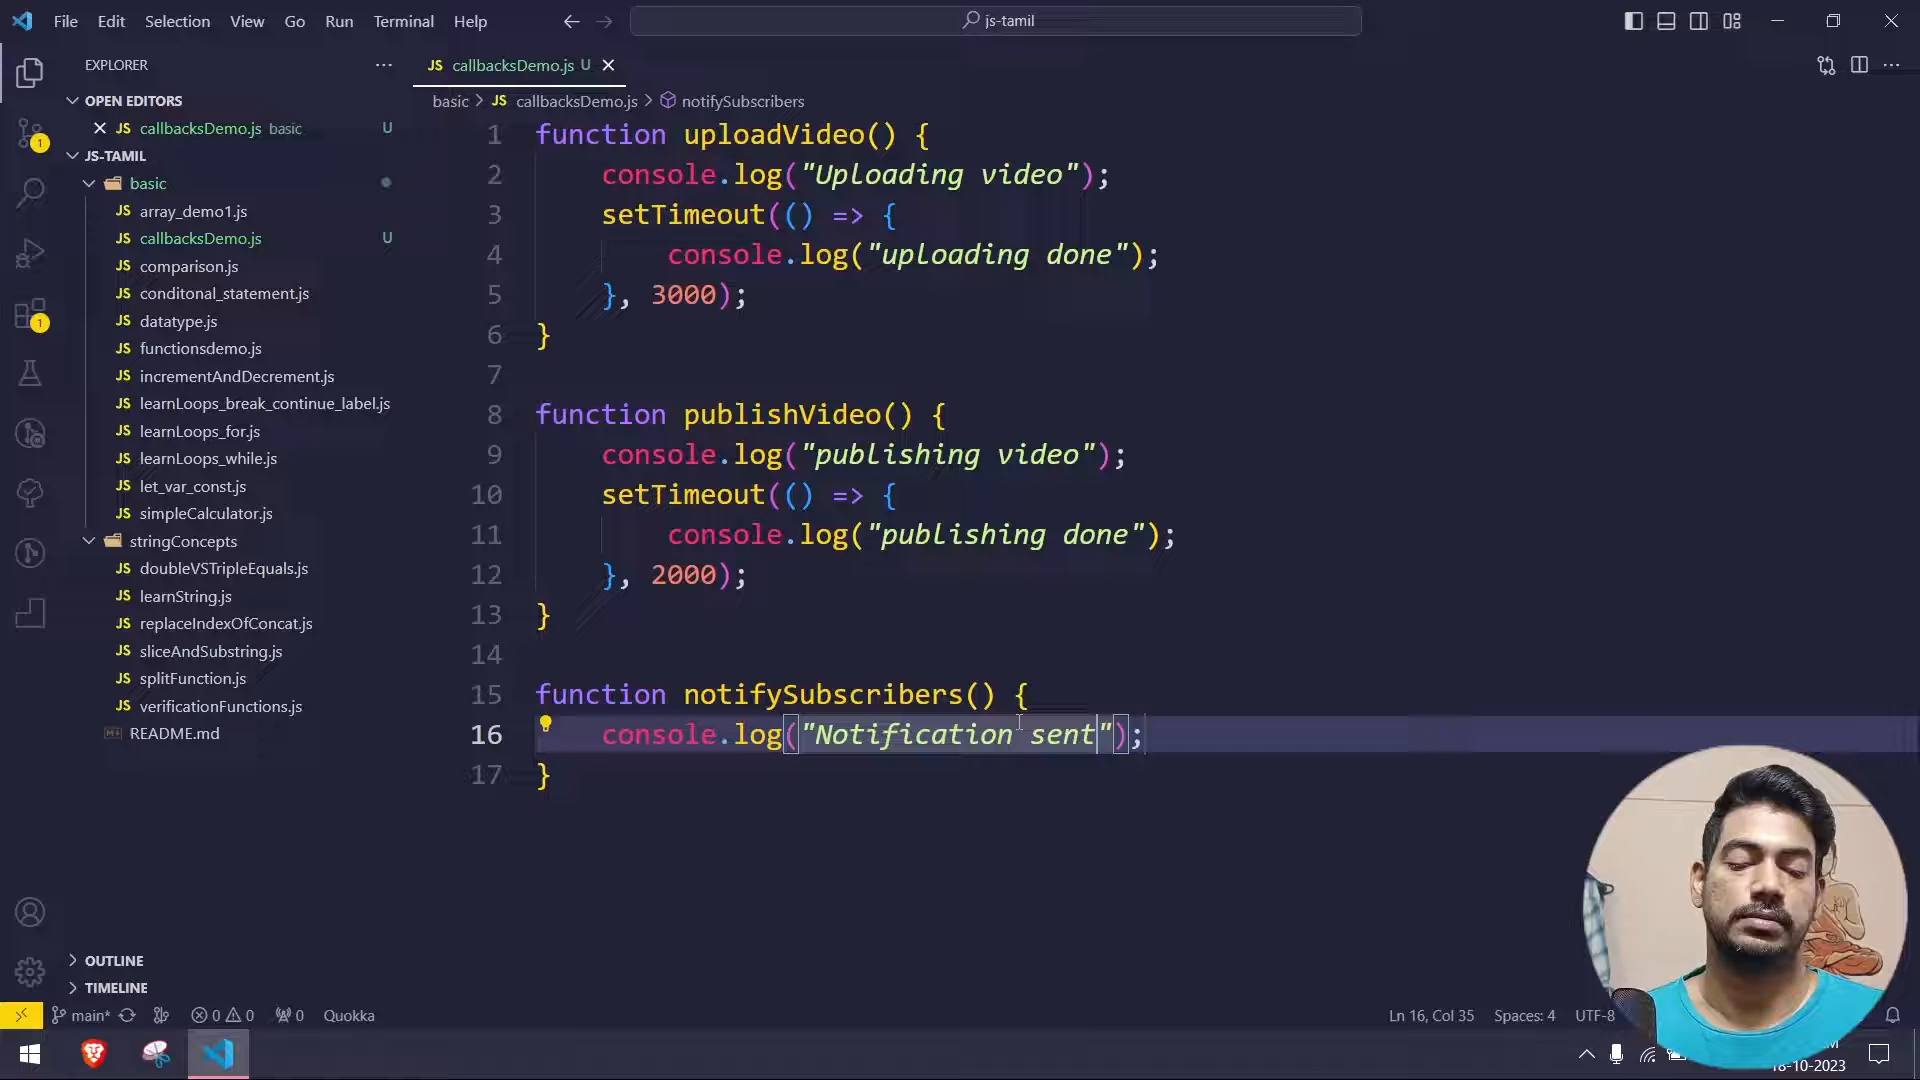 File Edit Selection View Go Run Terminal Help
js-tamil
EXPLORER
OPEN EDITORS
JS callbacksDemo.js basic U
JS-TAMIL
basic
JS array_demo1.js
JS callbacksDemo.js U
JS comparison.js
JS conditonal_statement.js
JS datatype.js
JS functionsdemo.js
JS incrementAndDecrement.js
JS learnLoops_break_continue_label.js
JS learnLoops_for.js
JS learnLoops_while.js
JS let_var_const.js
JS simpleCalculator.js
stringConcepts
JS doubleVSTripleEquals.js
JS learnString.js
JS replaceIndexOfConcat.js
JS sliceAndSubstring.js
JS splitFunction.js
JS verificationFunctions.js
README.md
OUTLINE
TIMELINE
1
1
JS callbacksDemo.js U
basic > JS callbacksDemo.js > notifySubscribers
1 function uploadVideo() {
2 console.log("Uploading video");
3 setTimeout(() => {
4 console.log("uploading done");
5 }, 3000);
6 }
7
8 function publishVideo() {
9 console.log("publishing video");
10 setTimeout(() => {
11 console.log("publishing done");
12 }, 2000);
13 }
14
15 function notifySubscribers() {
16 console.log("Notification sent");
17 }
main* 0 0 0 Quokka
Ln 16, Col 35 Spaces: 4 UTF-8
18-10-2023